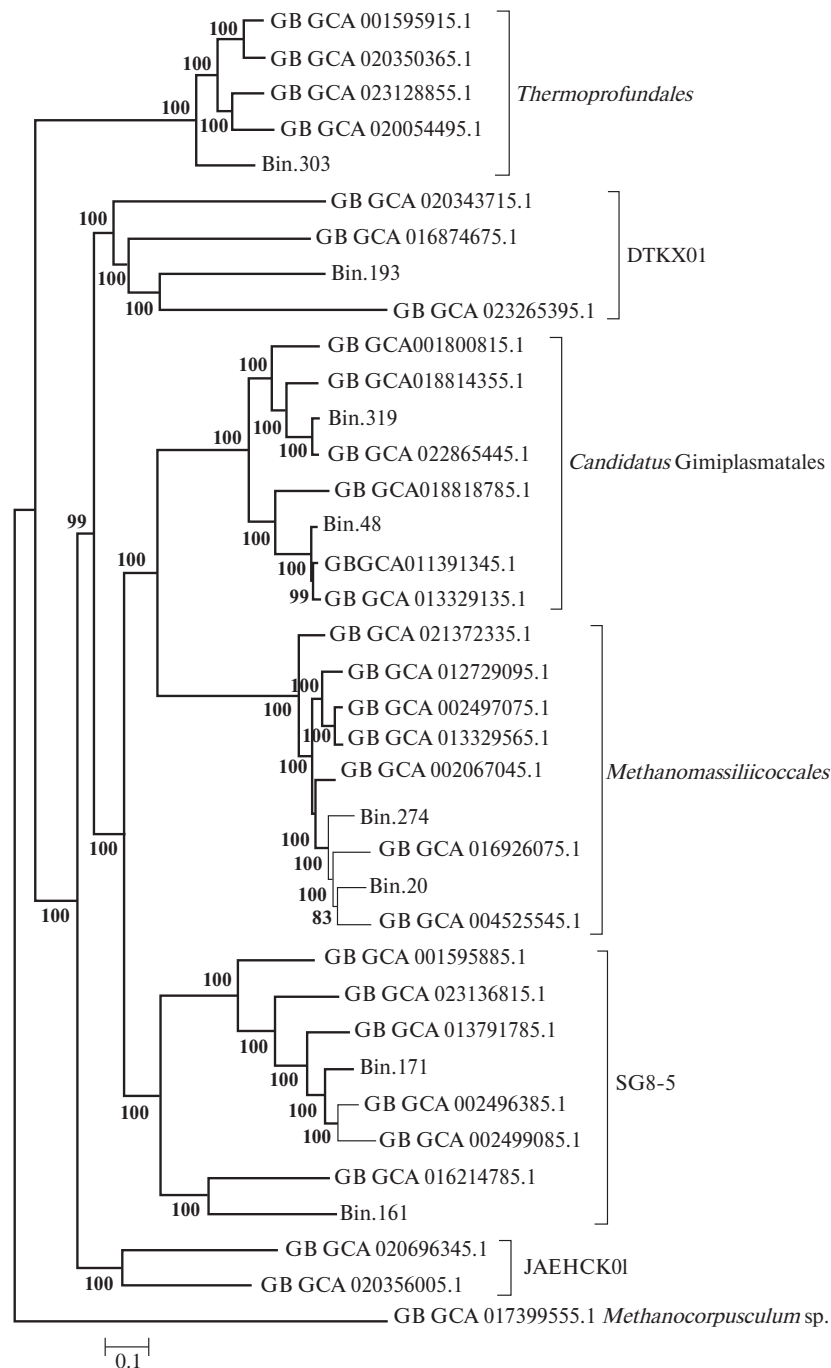 GB GCA 001595915.1
100
GB GCA 020350365.1
100
GB GCA 023128855.1
Thermoprofundales
100
100
GB GCA 020054495.1
Bin.303
GB GCA 020343715.1
100
GB GCA 016874675.1
DTKX01
100
Bin.193
100
GB GCA 023265395.1
GB GCA001800815.1
100
GB GCA018814355.1
Bin.319
100
100
100
GB GCA 022865445.1
Candidatus Gimiplasmatales
GB GCA018818785.1
99
Bin.48
100
100
GBGCA011391345.1
100
99
GB GCA 013329135.1
GB GCA 021372335.1
GB GCA 012729095.1
100
100
GB GCA 002497075.1
100
GB GCA 013329565.1
100
GB GCA 002067045.1
Methanomassiliicoccales
Bin.274
100
GB GCA 016926075.1
100
100
Bin.20
100
83
GB GCA 004525545.1
100
GB GCA 001595885.1
100
GB GCA 023136815.1
GB GCA 013791785.1
100
Bin.171
100
SG8-5
GB GCA 002496385.1
100
100
100
GB GCA 002499085.1
GB GCA 016214785.1
100
Bin.161
GB GCA 020696345.1
JAEHCK0l
100
GB GCA 020356005.1
GB GCA 017399555.1 Methanocorpusculum sp.
0.1